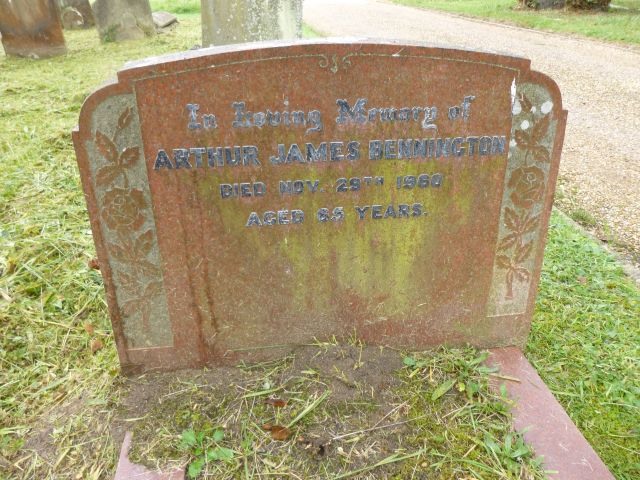 In Loving Memory of
ARTHUR JAMES BENNINGTON
DIED NOV. 29TH 1960
AGED 65 YEARS.